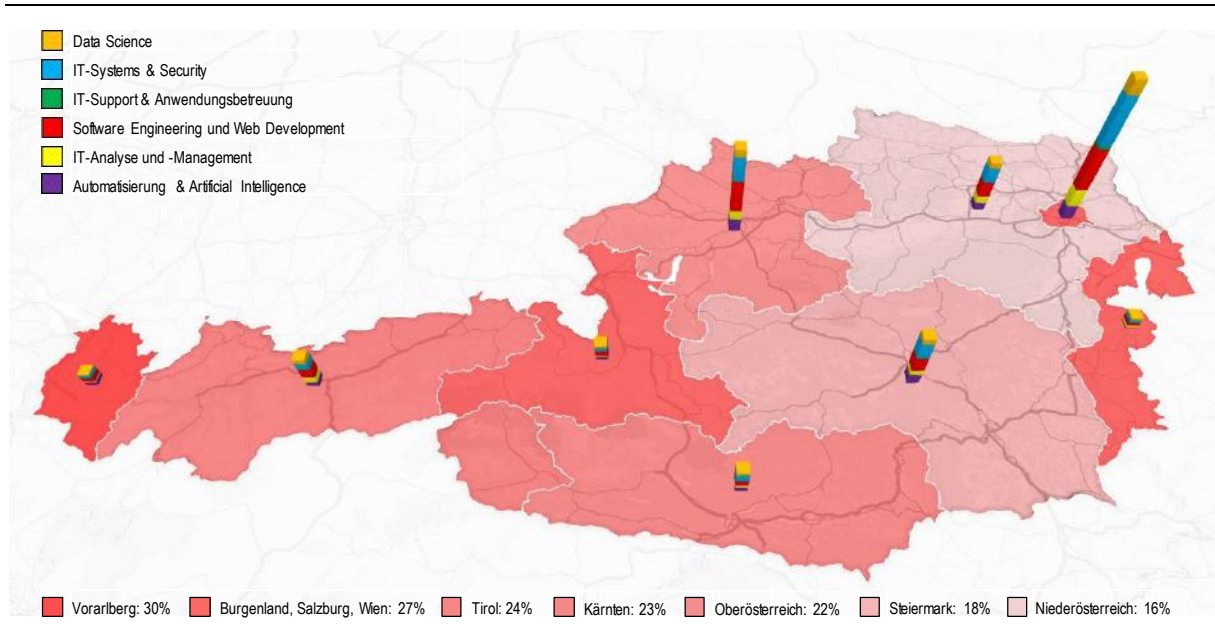 Data Science
IT-Systems & Security
IT-Support & Anwendungsbetreuung
Software Engineering und Web Development
IT-Analyse und -Management
Automatisierung & Artificial Intelligence
Vorarlberg: 30% Burgenland, Salzburg, Wien: 27% Tirol: 24% Kärnten: 23% Oberösterreich: 22% Steiermark: 18% Niederösterreich: 16%